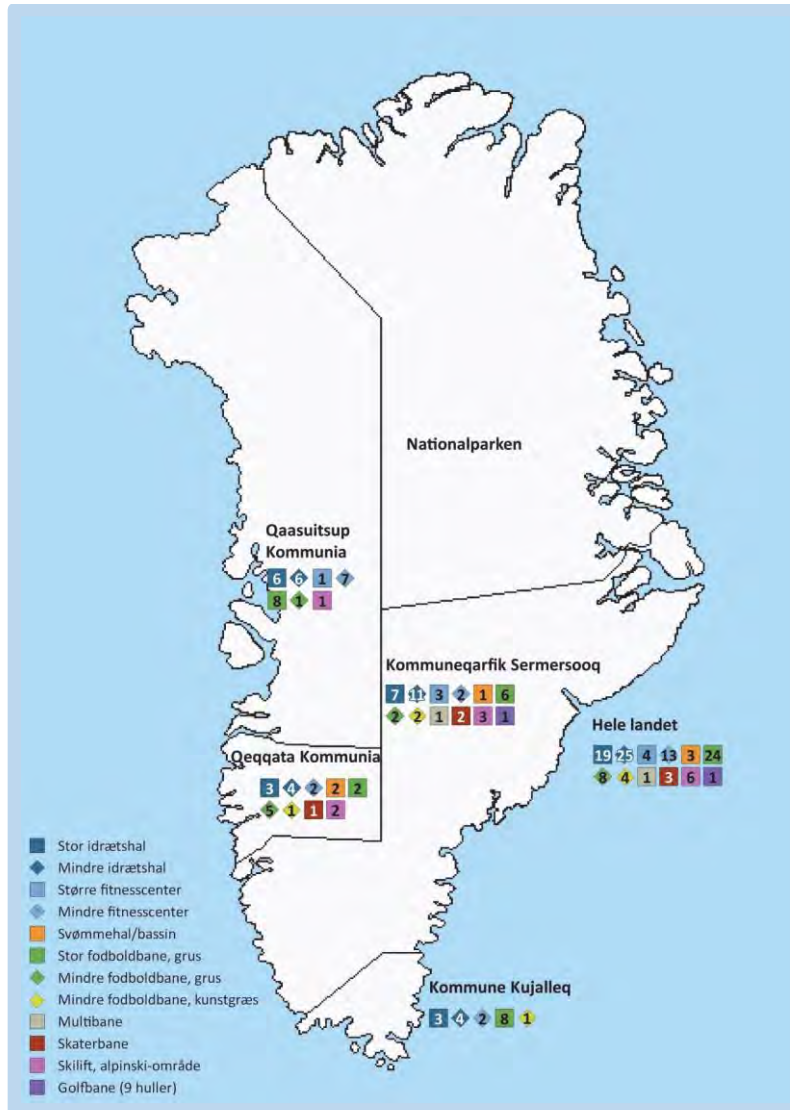 Nationalparken
Qaasuitsup
Kommunia
6 6 1 7
8 1 1
Kommuneqarfik Sermersooq
7 11 3 2 1 6
2 2 1 2 3 1
Hele landet
19 25 4 13 3 24
8 4 1 3 6 1
Qeqqata Kommunia
3 4 2 2 2
5 1 1 2
Kommune Kujalleq
3 4 2 8 1
Stor idrætshal
Mindre idrætshal
Større fitnesscenter
Mindre fitnesscenter
Svømmehal/bassin
Stor fodboldbane, grus
Mindre fodboldbane, grus
Mindre fodboldbane, kunstgræs
Multibane
Skaterbane
Skilift, alpinski-område
Golfbane (9 huller)